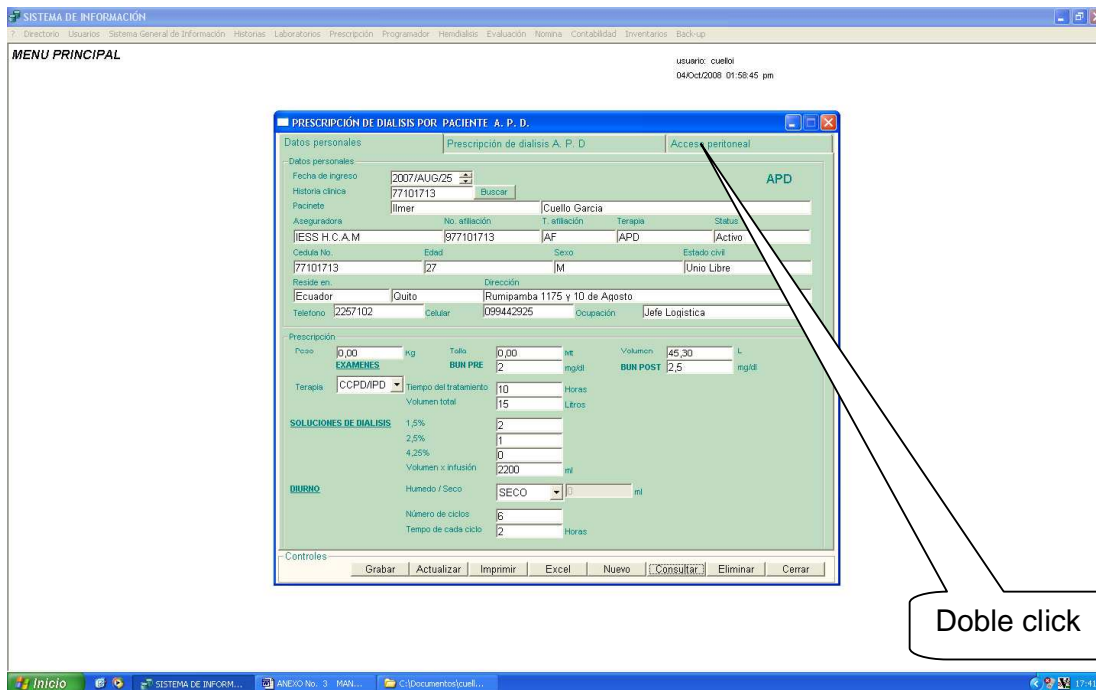 SISTEMA DE INFORMACIÓN
? Directorio Usuarios Sistema General de Información Historias Laboratorios Prescripción Programador Hemdialisis Evaluación Nomina Contabilidad Inventarios Back-up
MENU PRINCIPAL
usuario: cuelloi
04/Oct/2008 01:58:45 pm
PRESCRIPCIÓN DE DIALISIS POR PACIENTE A. P. D.
Datos personales Prescripción de dialisis A. P. D Acceso peritoneal
Datos personales
Fecha de ingreso 2007/AUG/25 APD
Historia clinica 77101713 Buscar
Pacinete Ilmer Cuello Garcia
Aseguradora No. afiliación T. afiliación Terapia Status
IESS H.C.A.M 977101713 AF APD Activo
Cedula No. Edad Sexo Estado civil
77101713 27 M Unio Libre
Reside en. Dirección
Ecuador Quito Rumipamba 1175 y 10 de Agosto
Telefono 2257102 Celular 099442925 Ocupación Jefe Logistica
Prescripción
Peso 0,00 Kg Talla 0,00 Mt Volumen 45,30 L
EXAMENES BUN PRE 2 mg/dl BUN POST 2,5 mg/dl
Terapia CCPD/IPD Tiempo del tratamiento 10 Horas
Volumen total 15 Litros
SOLUCIONES DE DIALISIS 1,5% 2
2,5% 1
4,25% 0
Volumen x infusión 2200 ml
DIURNO Humedo / Seco SECO 0 ml
Número de ciclos 6
Tempo de cada ciclo 2 Horas
Controles
Grabar Actualizar Imprimir Excel Nuevo Consultar Eliminar Cerrar
Doble click
Inicio SISTEMA DE INFORM... ANEXO No. 3 MAN... C:\Documentos\cuell... 17:41